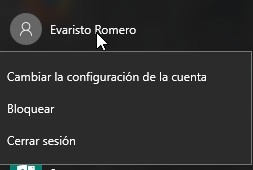 Evaristo Romero
Cambiar la configuración de la cuenta
Bloquear
Cerrar sesión